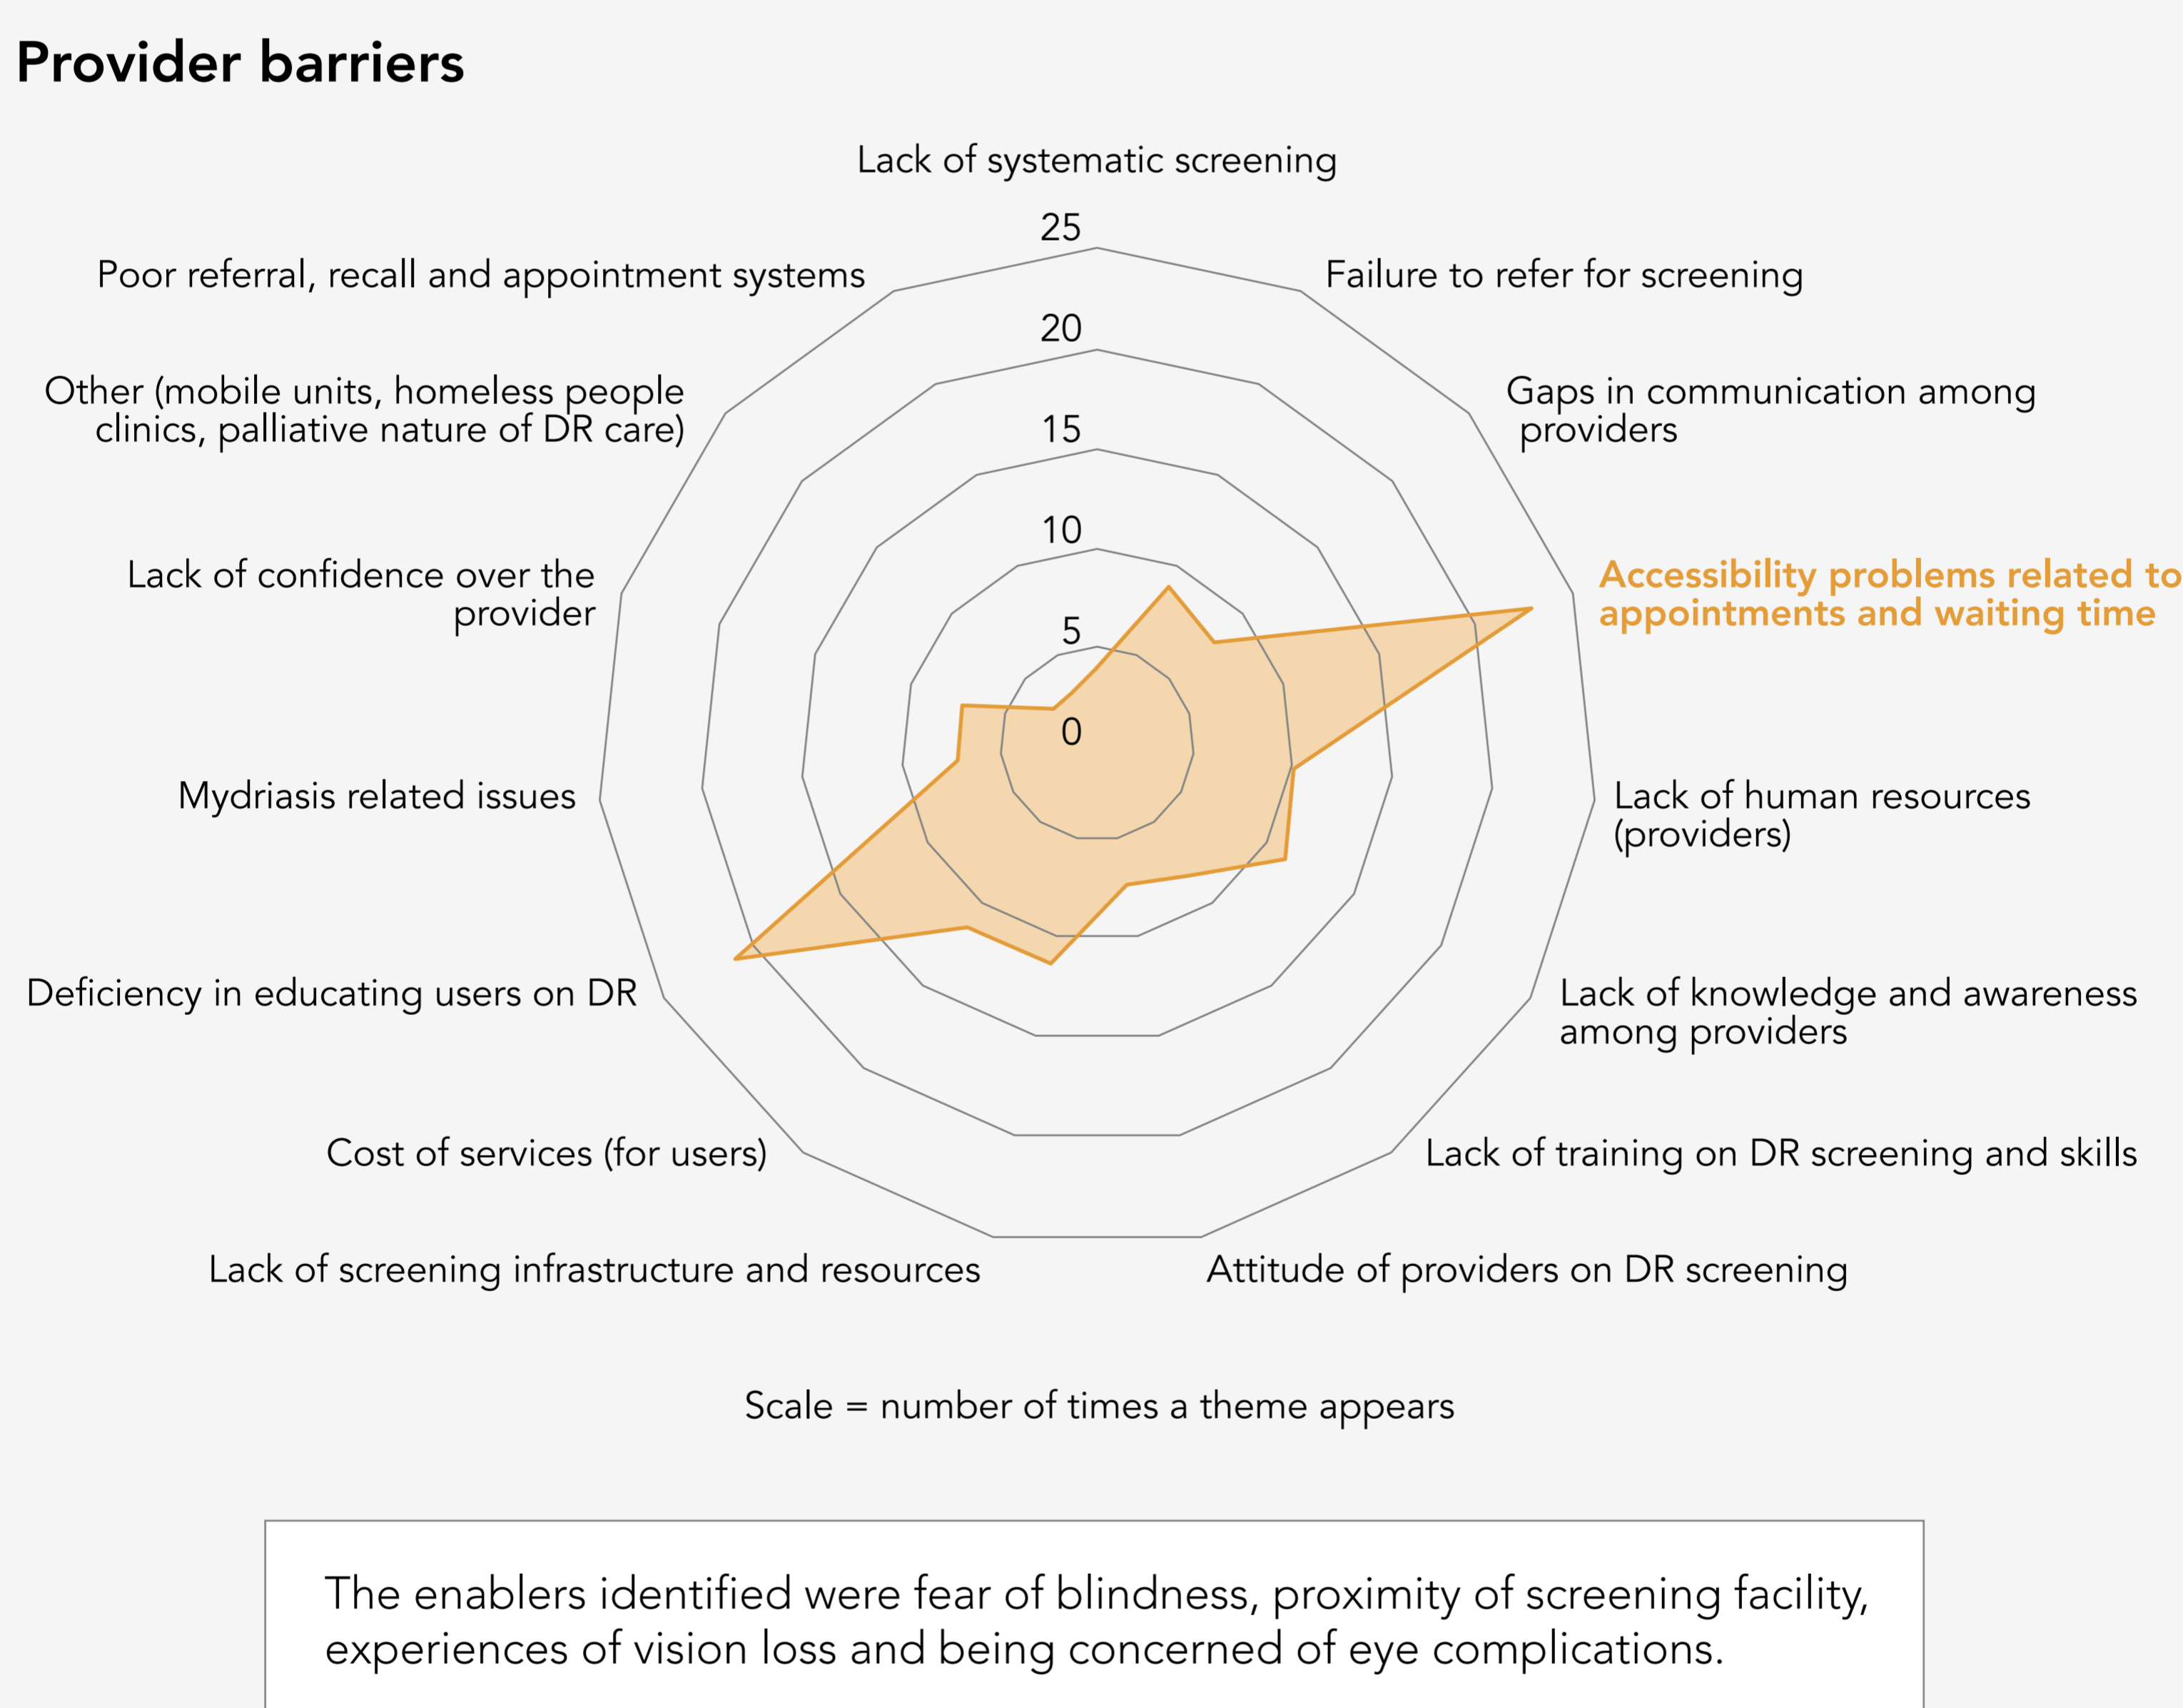 Provider barriers
Lack of systematic screening
25
Poor referral, recall and appointment systems
Failure to refer for screening
20
Other (mobile units, homeless people
clinics, palliative nature of DR care)
Gaps in communication among
providers
15
10
Lack of confidence over the
provider
Accessibility problems related to
appointments and waiting time
5
0
Mydriasis related issues
Lack of human resources
(providers)
Deficiency in educating users on DR
Lack of knowledge and awareness
among providers
Cost of services (for users)
Lack of training on DR screening and skills
Lack of screening infrastructure and resources
Attitude of providers on DR screening
Scale = number of times a theme appears
The enablers identified were fear of blindness, proximity of screening facility,
experiences of vision loss and being concerned of eye complications.